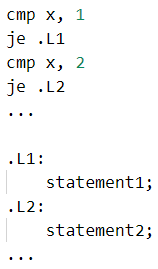 cmp x, 1
je .L1
cmp x, 2
je .L2
...
.L1:
    statement1;
.L2:
    statement2;
...